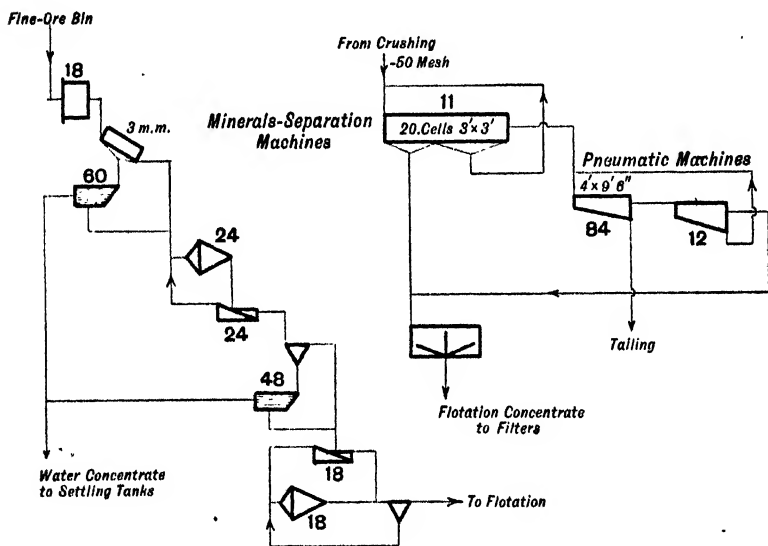 Fine-Ore Bin
18
3 m.m.
60
24
24
48
Water Concentrate
to Settling Tanks
18
18
To Flotation
From Crushing
-50 Mesh
11
Minerals-Separation
Machines
20.Cells 3'x3'
Pneumatic Machines
4'x9'6"
84
12
Tailing
Flotation Concentrate
to Filters